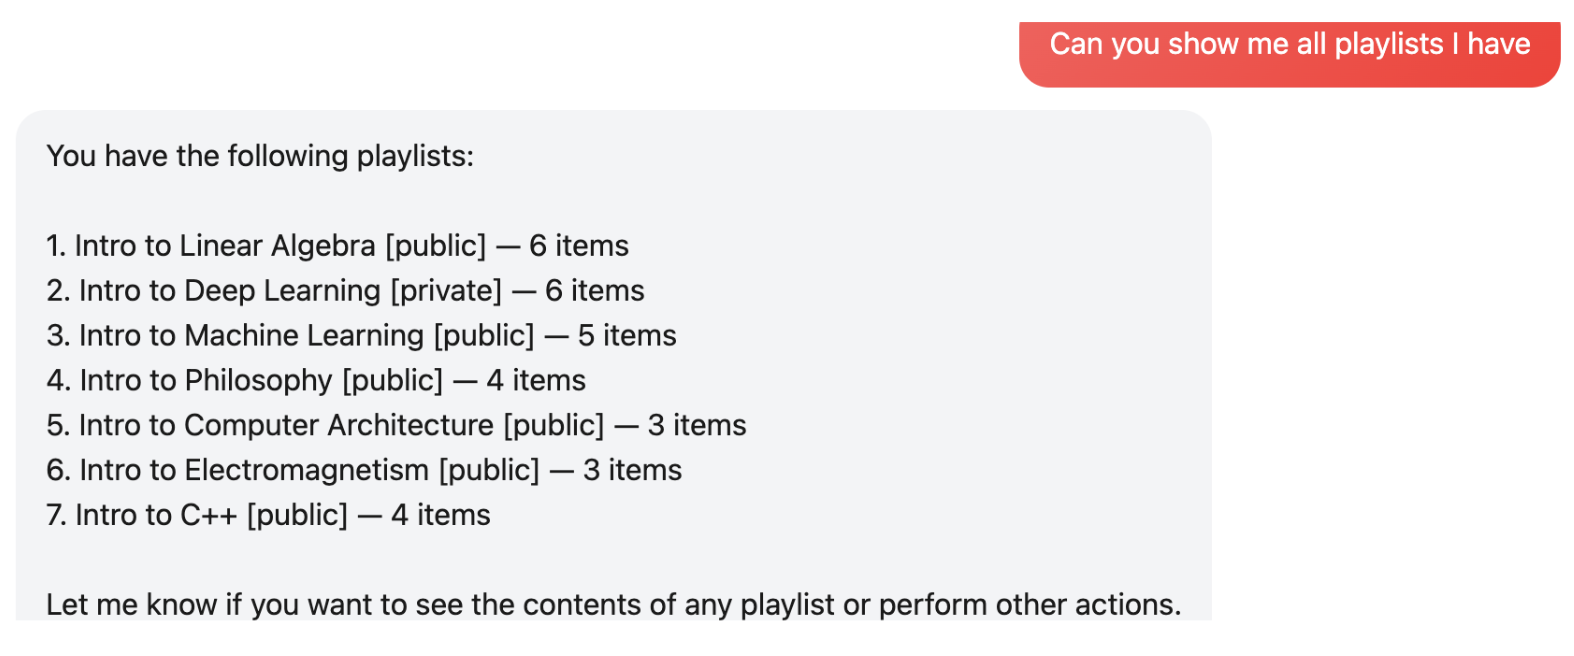 Can you show me all playlists I have
You have the following playlists:
1. Intro to Linear Algebra [public] — 6 items
2. Intro to Deep Learning [private] — 6 items
3. Intro to Machine Learning [public] — 5 items
4. Intro to Philosophy [public] — 4 items
5. Intro to Computer Architecture [public] — 3 items
6. Intro to Electromagnetism [public] — 3 items
7. Intro to C++ [public] — 4 items
Let me know if you want to see the contents of any playlist or perform other actions.